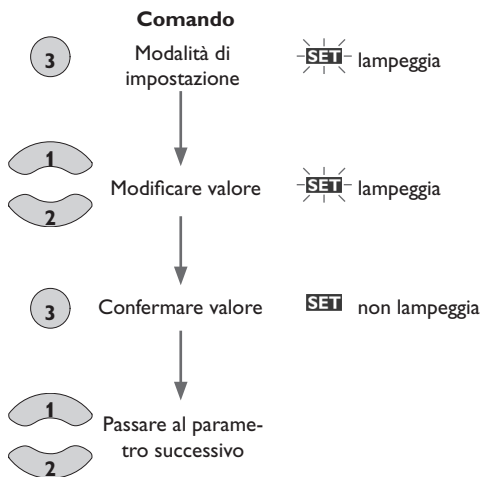 Comando
3 Modalità di SET lampeggia
impostazione
1
Modificare valore SET lampeggia
2
3 Confermare valore SET non lampeggia
1
Passare al parame-
tro successivo
2